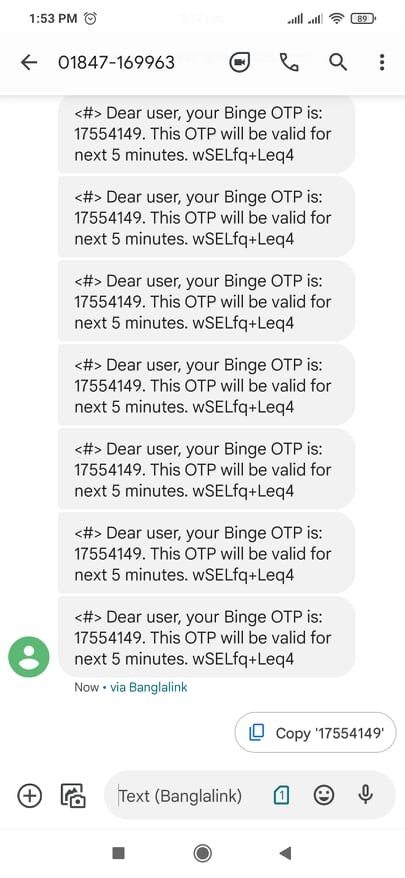 1:53 PM
89
01847-169963
<#> Dear user, your Binge OTP is:
17554149. This OTP will be valid for
next 5 minutes. wSELfq+Leq4
<#> Dear user, your Binge OTP is:
17554149. This OTP will be valid for
next 5 minutes. wSELfq+Leq4
<#> Dear user, your Binge OTP is:
17554149. This OTP will be valid for
next 5 minutes. wSELfq+Leq4
<#> Dear user, your Binge OTP is:
17554149. This OTP will be valid for
next 5 minutes. wSELfq+Leq4
<#> Dear user, your Binge OTP is:
17554149. This OTP will be valid for
next 5 minutes. wSELfq+Leq4
<#> Dear user, your Binge OTP is:
17554149. This OTP will be valid for
next 5 minutes. wSELfq+Leq4
<#> Dear user, your Binge OTP is:
17554149. This OTP will be valid for
next 5 minutes. wSELfq+Leq4
Now • via Banglalink
Copy '17554149'
Text (Banglalink)
1